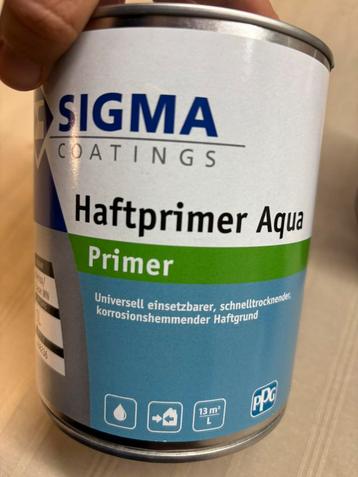 SIGMA
COATINGS
Haftprimer Aqua
Primer
Universell einsetzbarer, schnelltrocknender,
korrosionshemmender Haftgrund
13 m²
L
PPG